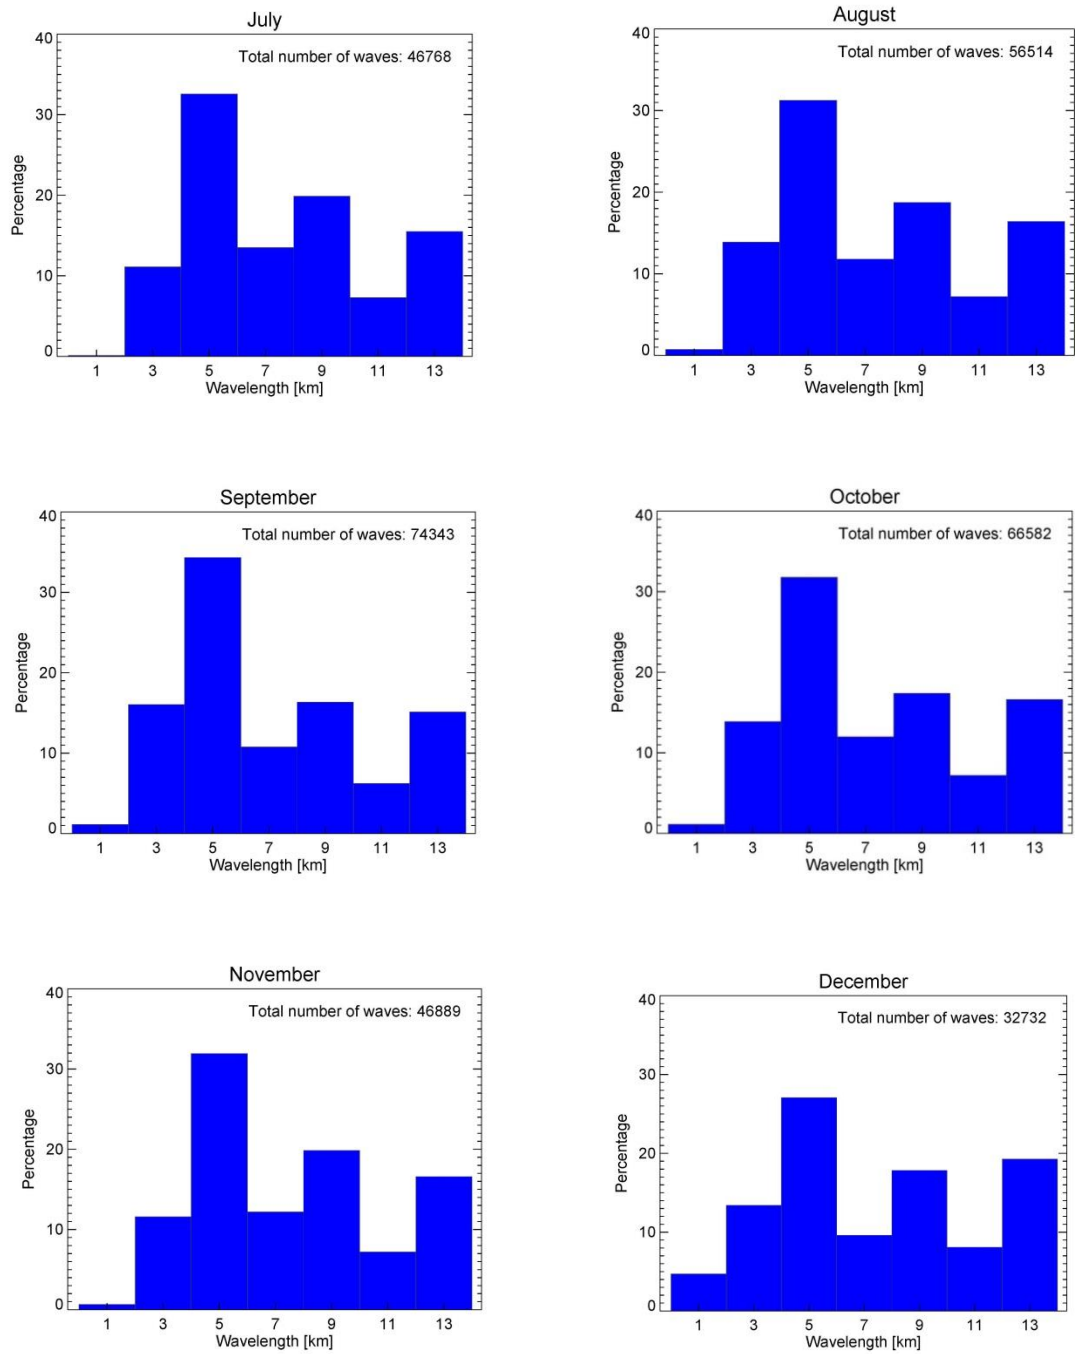 July
Total number of waves: 46768
40
30
20
10
0
Percentage
1 3 5 7 9 11 13
Wavelength [km]
August
Total number of waves: 56514
40
30
20
10
0
Percentage
1 3 5 7 9 11 13
Wavelength [km]
September
Total number of waves: 74343
40
30
20
10
0
Percentage
1 3 5 7 9 11 13
Wavelength [km]
October
Total number of waves: 66582
40
30
20
10
0
Percentage
1 3 5 7 9 11 13
Wavelength [km]
November
Total number of waves: 46889
40
30
20
10
0
Percentage
1 3 5 7 9 11 13
Wavelength [km]
December
Total number of waves: 32732
40
30
20
10
0
Percentage
1 3 5 7 9 11 13
Wavelength [km]